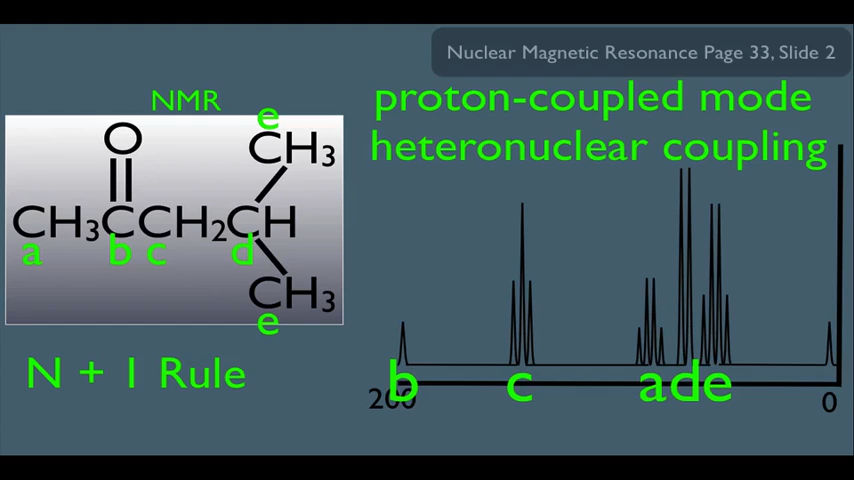 Nuclear Magnetic Resonance Page 33, Slide 2
NMR
proton-coupled mode
heteronuclear coupling
e
O
CH3
CH3CCH2CH
a b c d
CH3
e
N + 1 Rule
b c a d e
200 0